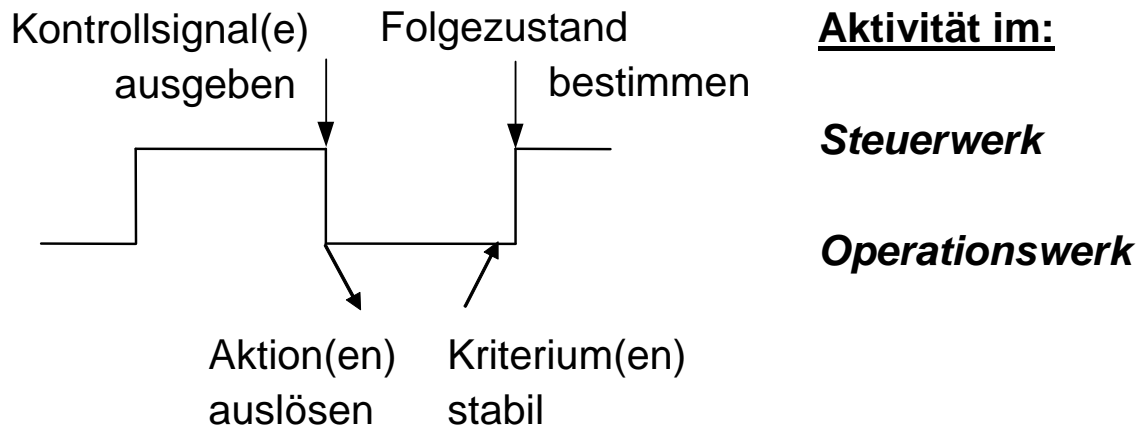 Kontrollsignal(e)
ausgeben
Folgezustand
bestimmen
Aktivität im:
Steuerwerk
Operationswerk
Aktion(en)
auslösen
Kriterium(en)
stabil